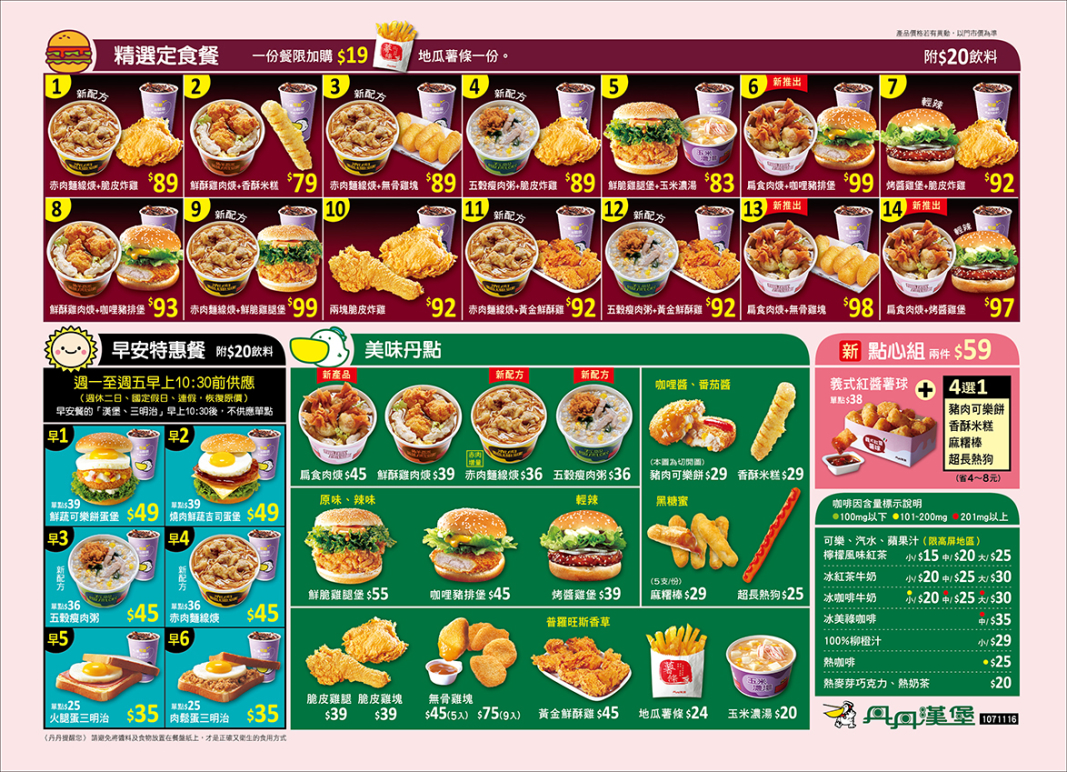 產品價格若有異動，以門市價為準
精選定食餐 一份餐限加購 $19 地瓜薯條一份。 附$20飲料
1 新配方
赤肉麵線焿+脆皮炸雞 $89
2
鮮酥雞肉焿+香酥米糕 $79
3 新配方
赤肉麵線焿+無骨雞塊 $89
4 新配方
五穀瘦肉粥+脆皮炸雞 $89
5
鮮脆雞腿堡+玉米濃湯 $83
6 新推出
扁食肉焿+咖哩豬排堡 $99
7 輕辣
烤醬雞堡+脆皮炸雞 $92
8
鮮酥雞肉焿+咖哩豬排堡 $93
9 新配方
赤肉麵線焿+鮮脆雞腿堡 $99
10
兩塊脆皮炸雞 $92
11 新配方
赤肉麵線焿+黃金鮮酥雞 $92
12 新配方
五穀瘦肉粥+黃金鮮酥雞 $92
13 新推出
扁食肉焿+無骨雞塊 $98
14 新推出 輕辣
扁食肉焿+烤醬雞堡 $97
早安特惠餐 附$20飲料
週一至週五早上10:30前供應
（週休二日、國定假日、連假，恢復原價）
早安餐的「漢堡、三明治」早上10:30後，不供應單點
早1
單點$39
鮮蔬可樂餅蛋堡 $49
早2
單點$39
燒肉鮮蔬吉司蛋堡 $49
早3 新配方
單點$36
五穀瘦肉粥 $45
早4 新配方
單點$36
赤肉麵線焿 $45
早5
單點$25
火腿蛋三明治 $35
早6
單點$25
肉鬆蛋三明治 $35
美味丹點
新產品
扁食肉焿$45
鮮酥雞肉焿$39
新配方
赤肉增量
赤肉麵線焿$36
新配方
五穀瘦肉粥$36
咖哩醬、番茄醬
(本圖為切開圖)
豬肉可樂餅$29
香酥米糕$29
原味、辣味
鮮脆雞腿堡$55
咖哩豬排堡$45
輕辣
烤醬雞堡$39
黑糖蜜
(5支/份)
麻糬棒$29
超長熱狗$25
脆皮雞腿 $39
脆皮雞塊 $39
無骨雞塊
$45(5入) $75(9入)
普羅旺斯香草
黃金鮮酥雞$45
薯條
地瓜薯條$24
玉米濃湯
玉米濃湯$20
新 點心組 兩件$59
義式紅醬薯球
單點$38
+
4選1
豬肉可樂餅
香酥米糕
麻糬棒
超長熱狗
(省4~8元)
咖啡因含量標示說明
100mg以下 101-200mg 201mg以上
可樂、汽水、蘋果汁（限高屏地區）
檸檬風味紅茶 小/$15 中/$20 大/$25
冰紅茶牛奶 小/$20 中/$25 大/$30
冰咖啡牛奶 小/$20 中/$25 大/$30
冰美綠咖啡 中/$35
100%柳橙汁 小/$29
熱咖啡 $25
熱麥芽巧克力、熱奶茶 $20
丹丹漢堡 1071116
（丹丹提醒您） 請避免將醬料及食物放置在餐盤紙上，才是正確又衛生的食用方式